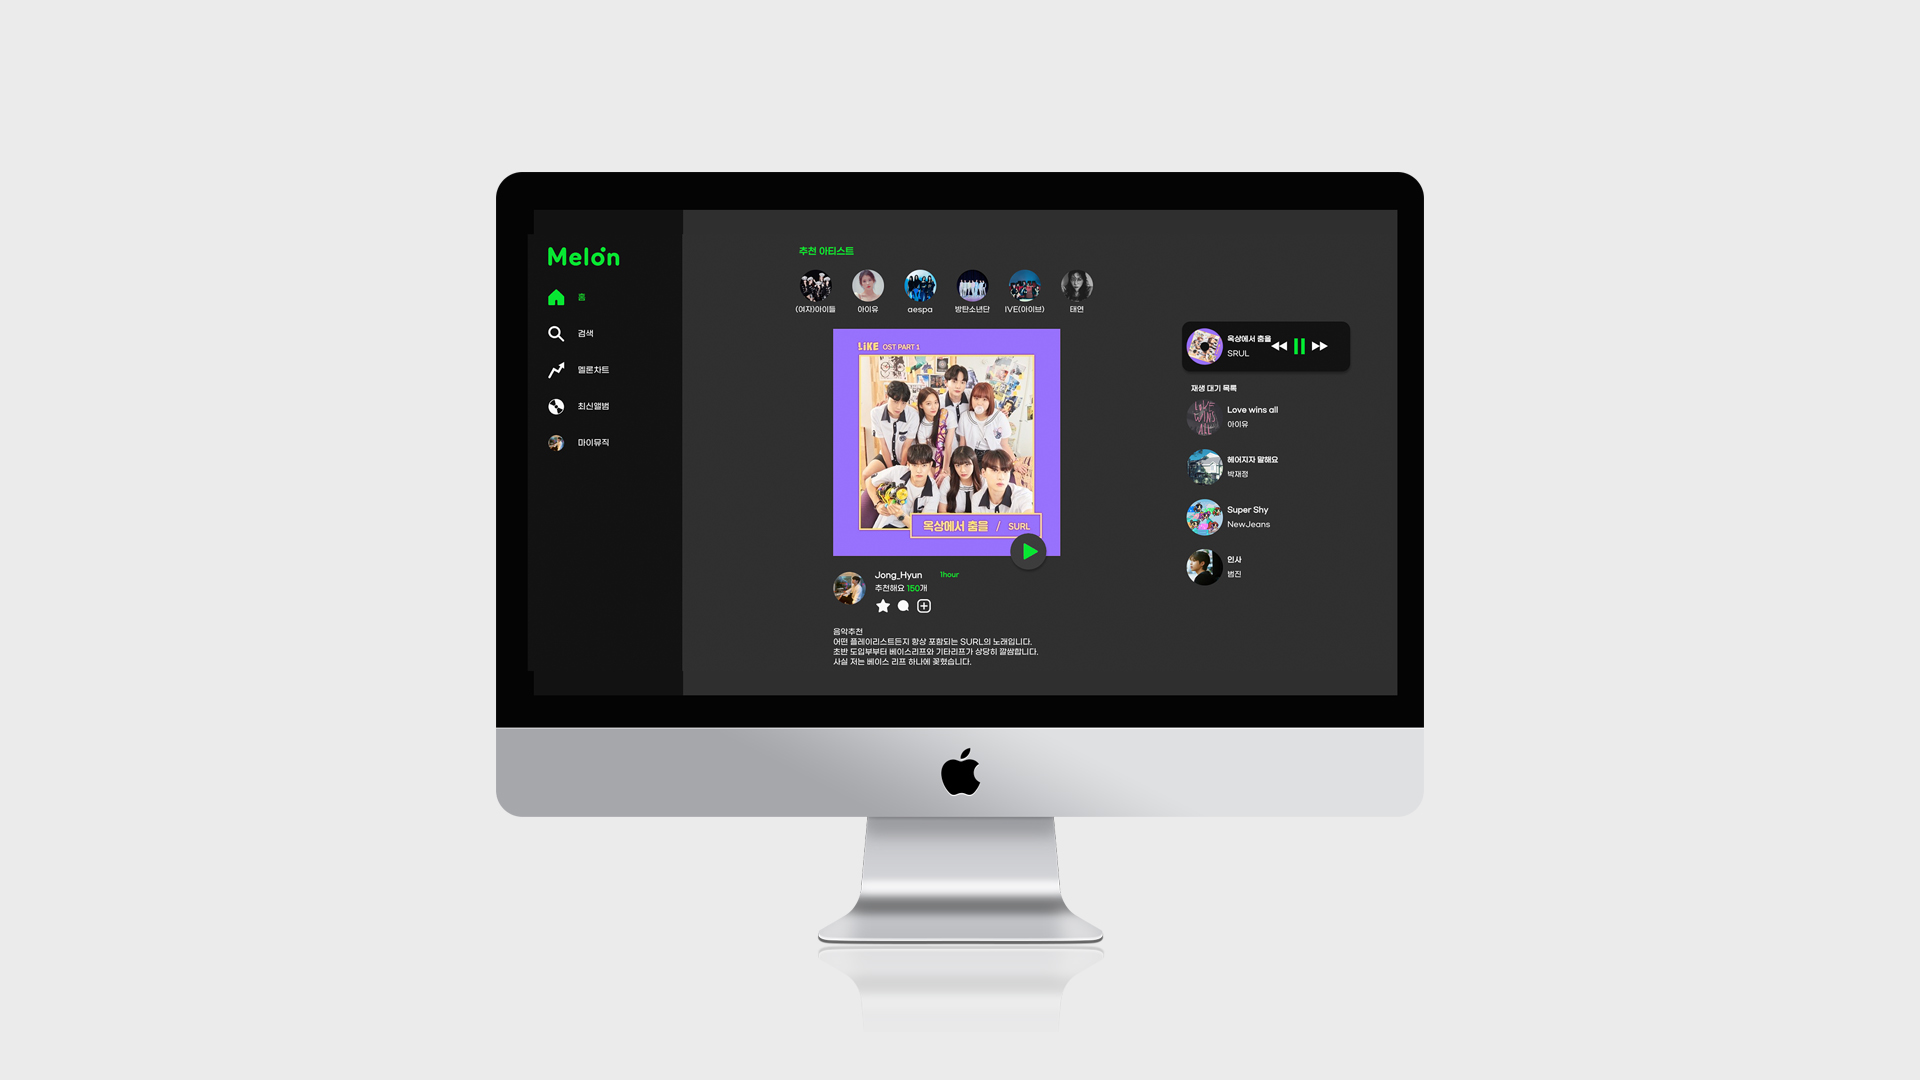 Melon
홈
검색
멜론차트
최신앨범
마이뮤직
추천 아티스트
(여자)아이들
아이유
aespa
방탄소년단
IVE(아이브)
태연
LiKE OST PART 1
옥상에서 춤을 / SURL
Jong_Hyun 1hour
추천해요 150개
음악추천
어떤 플레이리스트든지 항상 포함되는 SURL의 노래입니다.
초반 도입부부터 베이스리프와 기타리프가 상당히 깔쌈합니다.
사실 저는 베이스 리프 하나에 꽂혔습니다.
옥상에서 춤을
SRUL
재생 대기 목록
LOVE
WINS
ALL
Love wins all
아이유
헤어지자 말해요
박재정
Super Shy
NewJeans
인사
범진